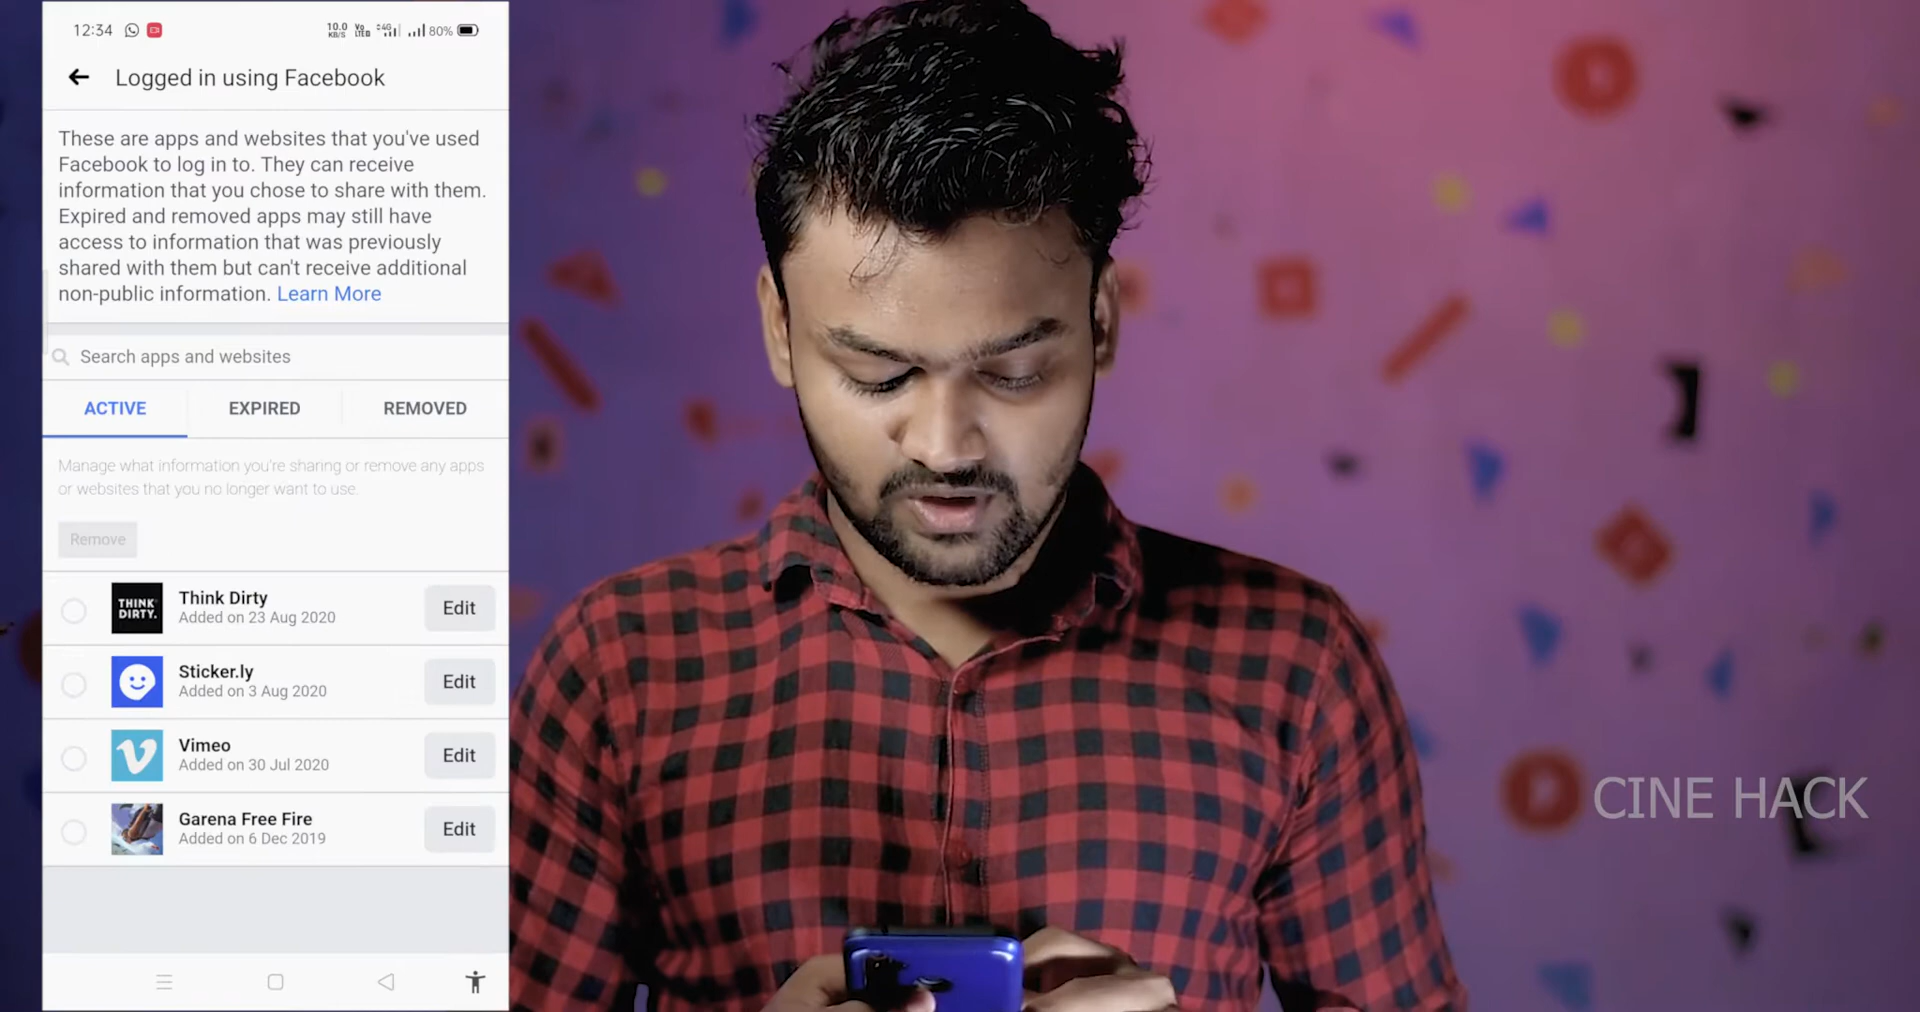 12:34
10.0 KB/S Vo LTE 4G 80%
Logged in using Facebook
These are apps and websites that you've used
Facebook to log in to. They can receive
information that you chose to share with them.
Expired and removed apps may still have
access to information that was previously
shared with them but can't receive additional
non-public information. Learn More
Search apps and websites
ACTIVE EXPIRED REMOVED
Manage what information you're sharing or remove any apps
or websites that you no longer want to use.
Remove
THINK
DIRTY.
Think Dirty
Added on 23 Aug 2020
Edit
Sticker.ly
Added on 3 Aug 2020
Edit
Vimeo
Added on 30 Jul 2020
Edit
Garena Free Fire
Added on 6 Dec 2019
Edit
CINE HACK